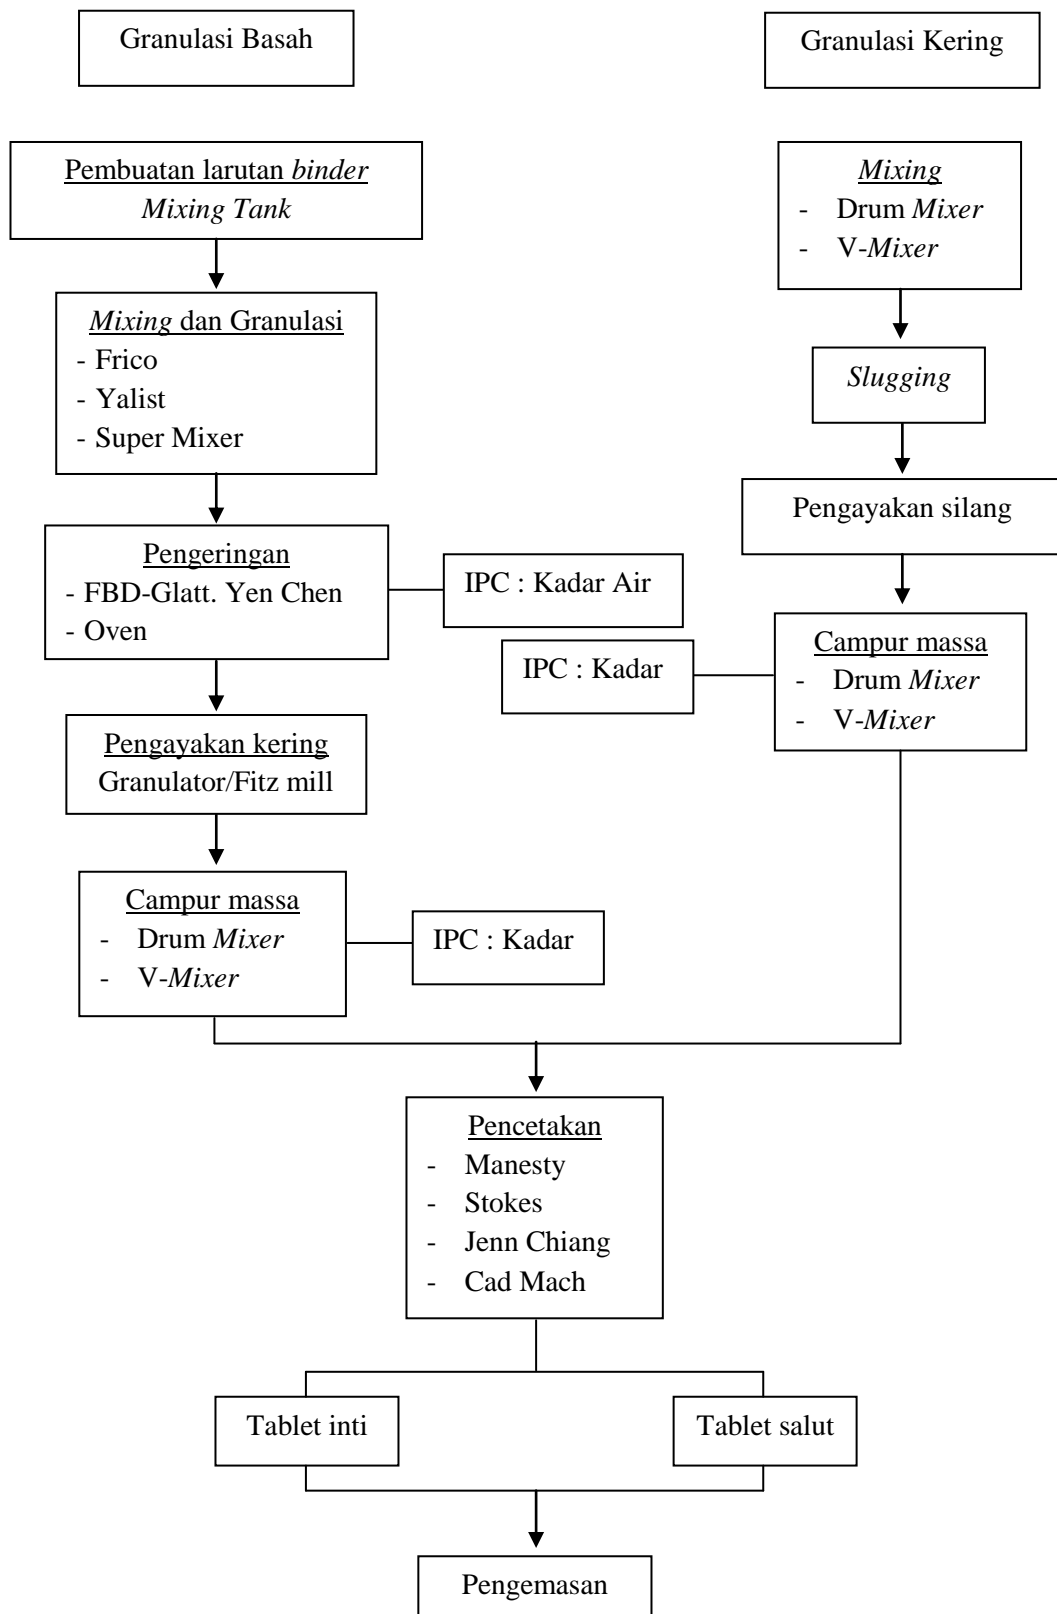 Granulasi Basah
Granulasi Kering
Pembuatan larutan binder
Mixing Tank
Mixing
- Drum Mixer
- V-Mixer
Mixing dan Granulasi
- Frico
- Yalist
- Super Mixer
Slugging
Pengayakan silang
Pengeringan
- FBD-Glatt. Yen Chen
- Oven
IPC : Kadar Air
IPC : Kadar
Campur massa
- Drum Mixer
- V-Mixer
Pengayakan kering
Granulator/Fitz mill
Campur massa
- Drum Mixer
- V-Mixer
IPC : Kadar
Pencetakan
- Manesty
- Stokes
- Jenn Chiang
- Cad Mach
Tablet inti
Tablet salut
Pengemasan